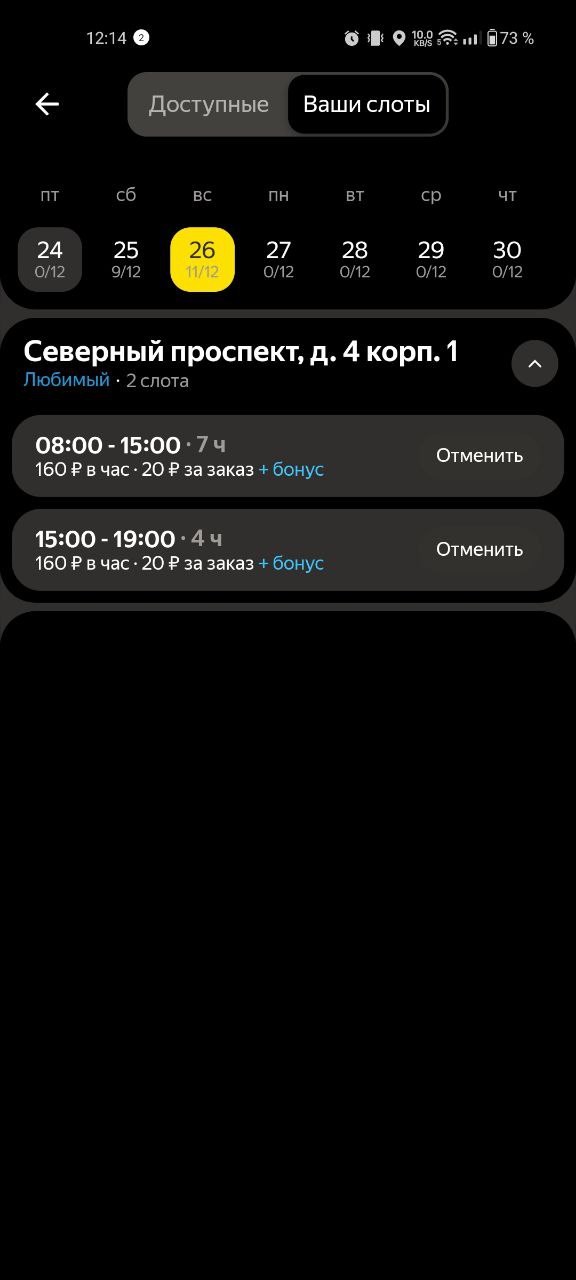 12:14 2 10.0 KB/S 73 %
Доступные Ваши слоты
пт сб вс пн вт ср чт
24 25 26 27 28 29 30
0/12 9/12 11/12 0/12 0/12 0/12 0/12
Северный проспект, д. 4 корп. 1
Любимый · 2 слота
08:00 - 15:00 · 7 ч
160 ₽ в час · 20 ₽ за заказ + бонус
Отменить
15:00 - 19:00 · 4 ч
160 ₽ в час · 20 ₽ за заказ + бонус
Отменить